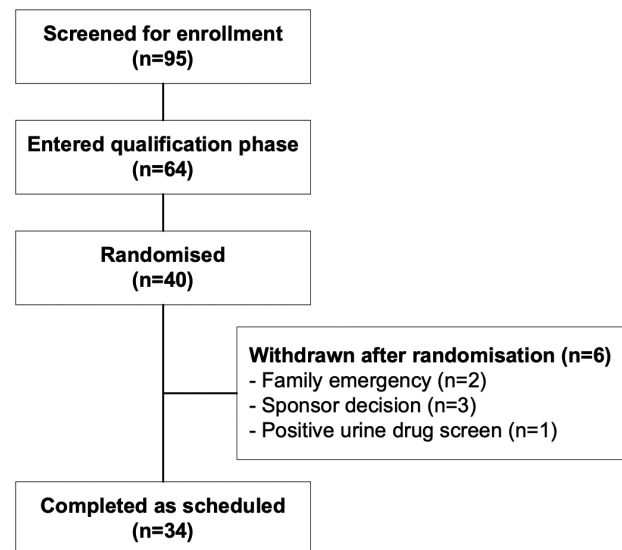 Screened for enrollment
(n=95)
Entered qualification phase
(n=64)
Randomised
(n=40)
Withdrawn after randomisation (n=6)
- Family emergency (n=2)
- Sponsor decision (n=3)
- Positive urine drug screen (n=1)
Completed as scheduled
(n=34)